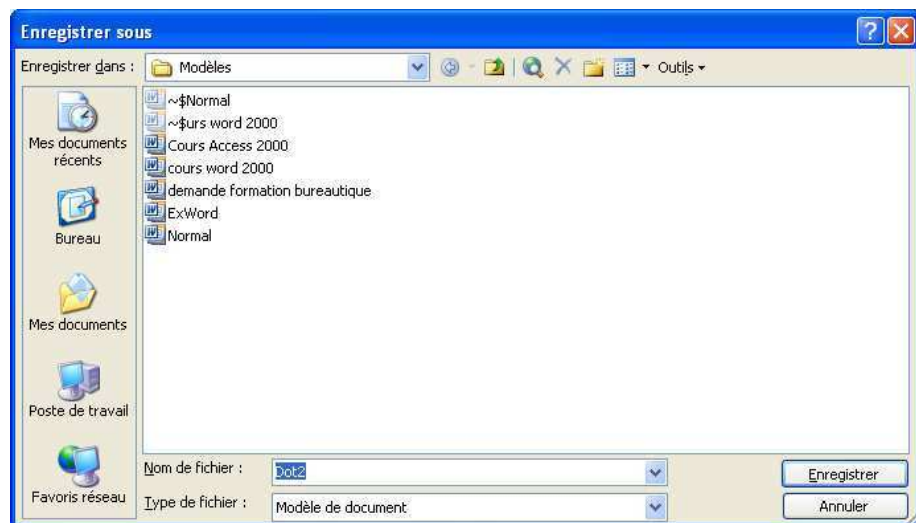 Enregistrer sous
Enregistrer dans :
Modèles
Outils
Mes documents
récents
Bureau
Mes documents
Poste de travail
Favoris réseau
~$Normal
~$urs word 2000
Cours Access 2000
cours word 2000
demande formation bureautique
ExWord
Normal
Nom de fichier :
Dot2
Enregistrer
Type de fichier :
Modèle de document
Annuler